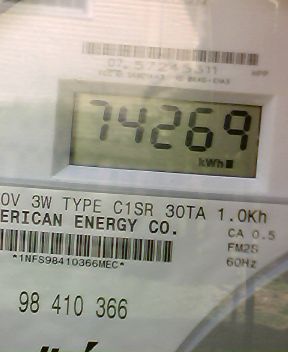 74269
kWh
0V 3W TYPE C1SR 30TA 1.0Kh
ERICAN ENERGY CO.
CA 0.5
*1NFS98410366MEC*
FM2S
60Hz
98 410 366